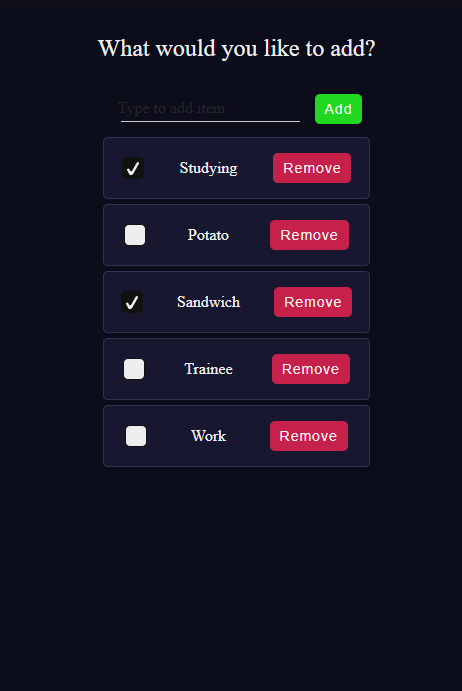 What would you like to add?
Type to add item Add
Studying Remove
Potato Remove
Sandwich Remove
Trainee Remove
Work Remove